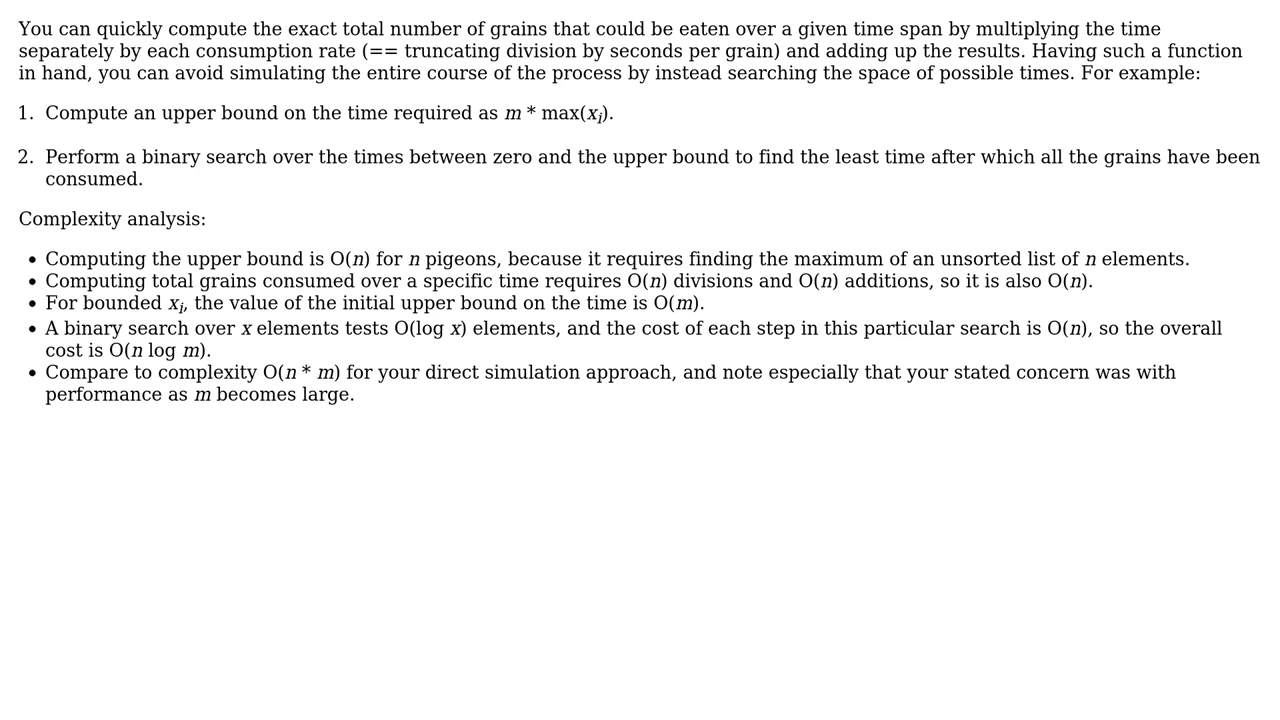 You can quickly compute the exact total number of grains that could be eaten over a given time span by multiplying the time
separately by each consumption rate (== truncating division by seconds per grain) and adding up the results. Having such a function
in hand, you can avoid simulating the entire course of the process by instead searching the space of possible times. For example:
1. Compute an upper bound on the time required as m * max(xi).
2. Perform a binary search over the times between zero and the upper bound to find the least time after which all the grains have been
consumed.
Complexity analysis:
• Computing the upper bound is O(n) for n pigeons, because it requires finding the maximum of an unsorted list of n elements.
• Computing total grains consumed over a specific time requires O(n) divisions and O(n) additions, so it is also O(n).
• For bounded xi, the value of the initial upper bound on the time is O(m).
• A binary search over x elements tests O(log x) elements, and the cost of each step in this particular search is O(n), so the overall
cost is O(n log m).
• Compare to complexity O(n * m) for your direct simulation approach, and note especially that your stated concern was with
performance as m becomes large.